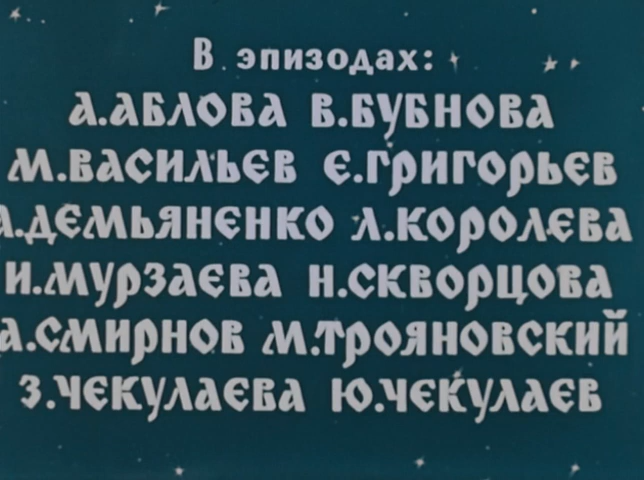 В эпизодах:
А.АБЛОВА В.БУБНОВА
М.ВАСИЛЬЕВ Е.ГРИГОРЬЕВ
А.ДЕМЬЯНЕНКО Л.КОРОЛЕВА
И.МУРЗАЕВА Н.СКВОРЦОВА
А.СМИРНОВ М.ТРОЯНОВСКИЙ
З.ЧЕКУЛАЕВА Ю.ЧЕКУЛАЕВ